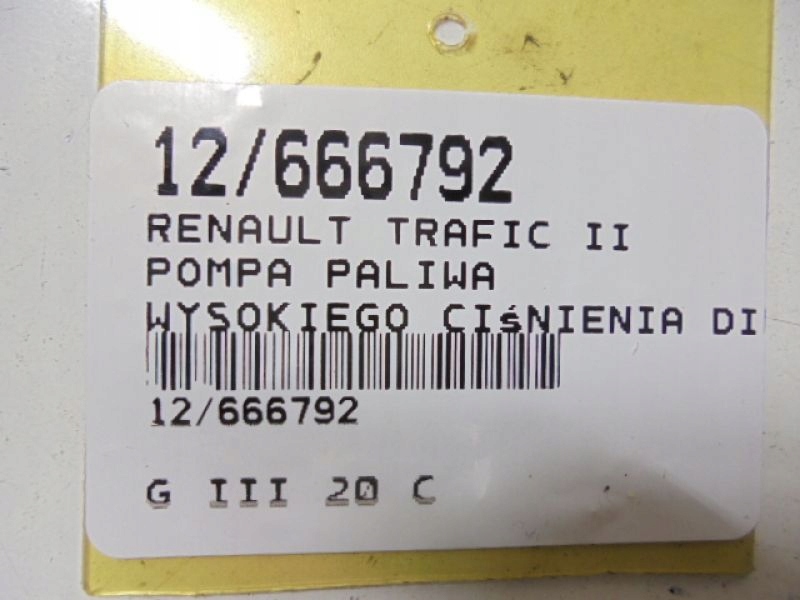 12/666792
RENAULT TRAFIC II
POMPA PALIWA
WYSOKIEGO CIśNIENIA DI
12/666792
G III 20 C